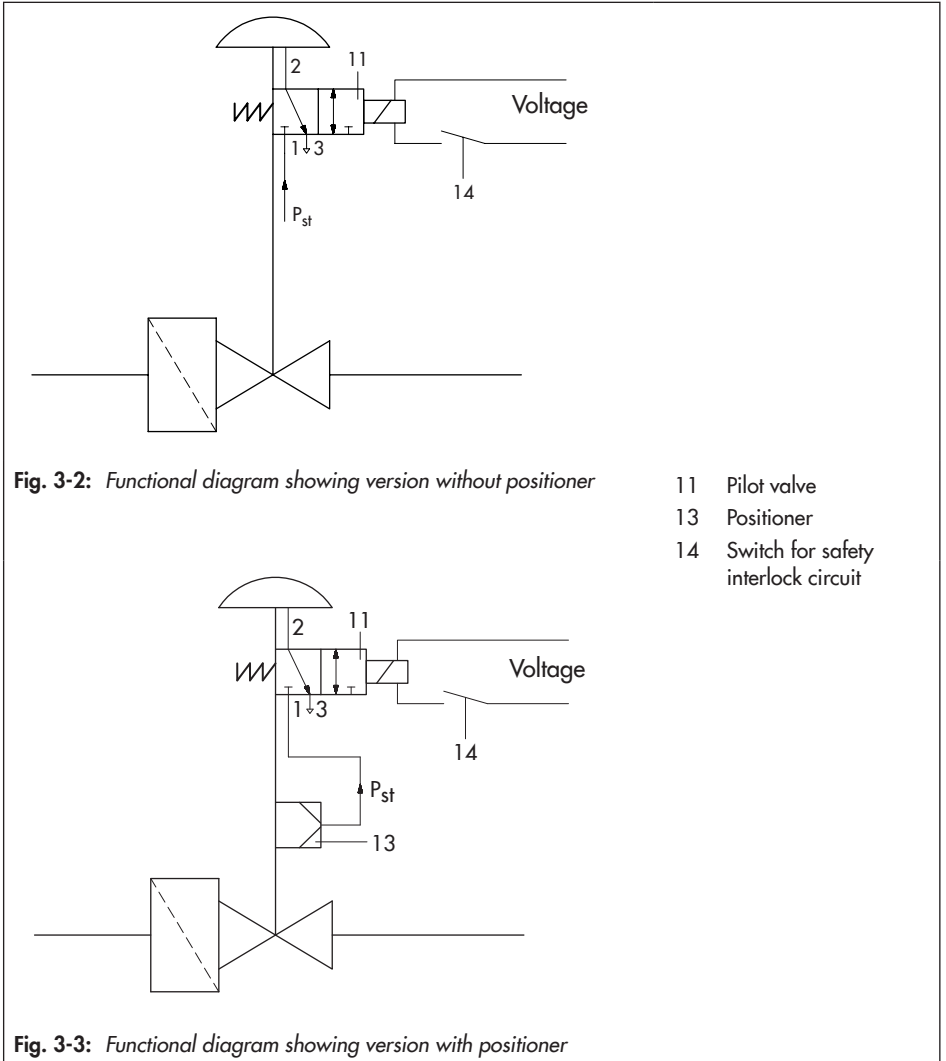 2
11
Voltage
1 3
14
Pst
Fig. 3-2: Functional diagram showing version without positioner
11 Pilot valve
13 Positioner
14 Switch for safety
interlock circuit
2
11
Voltage
1 3
14
Pst
13
Fig. 3-3: Functional diagram showing version with positioner